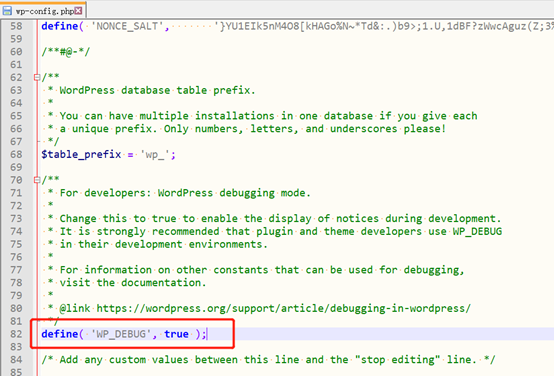 wp-config.php
58 define( 'NONCE_SALT', '}YU1EIk5nM4O8[kHAGo%N~*Td&:.)b9>;1.U,1dBF?zWwcAguz(Z;3%
59
60 /**#@-*/
61
62 /**
63 * WordPress database table prefix.
64 *
65 * You can have multiple installations in one database if you give each
66 * a unique prefix. Only numbers, letters, and underscores please!
67 */
68 $table_prefix = 'wp_';
69
70 /**
71 * For developers: WordPress debugging mode.
72 *
73 * Change this to true to enable the display of notices during development.
74 * It is strongly recommended that plugin and theme developers use WP_DEBUG
75 * in their development environments.
76 *
77 * For information on other constants that can be used for debugging,
78 * visit the documentation.
79 *
80 * @link https://wordpress.org/support/article/debugging-in-wordpress/
81 */
82 define( 'WP_DEBUG', true );
83
84 /* Add any custom values between this line and the "stop editing" line. */